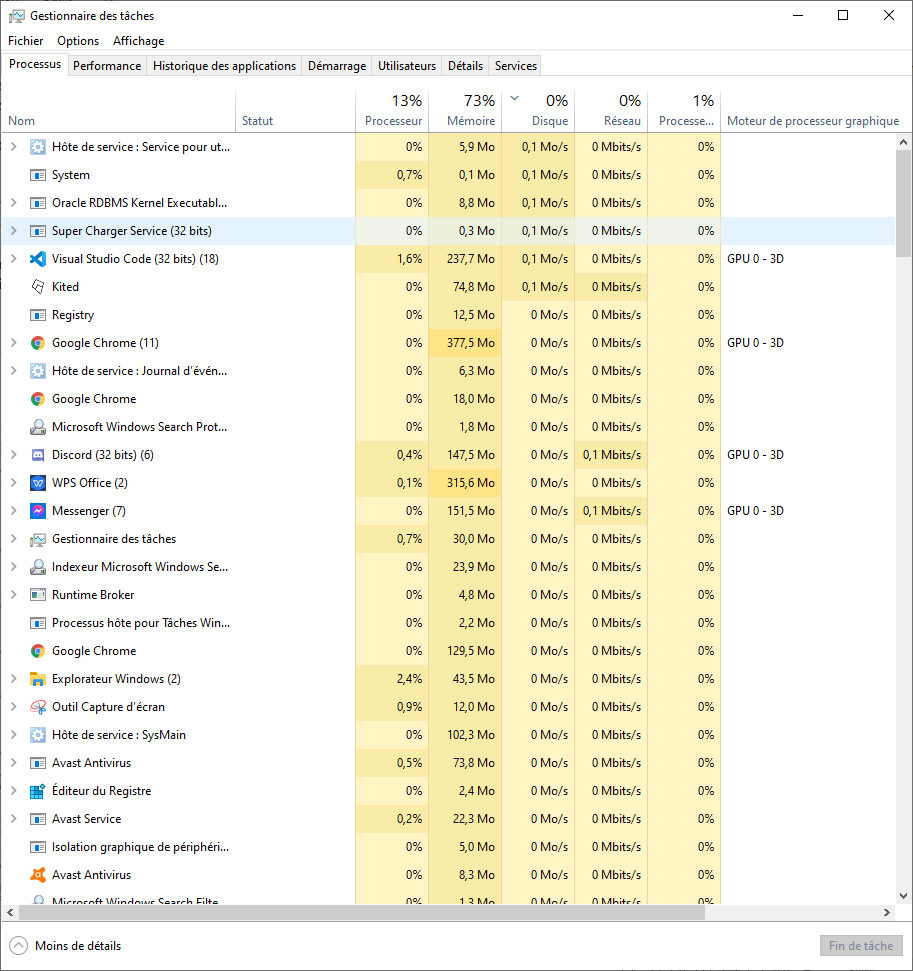 Gestionnaire des tâches
Fichier Options Affichage
Processus Performance Historique des applications Démarrage Utilisateurs Détails Services
13% 73% 0% 0% 1%
Nom Statut Processeur Mémoire Disque Réseau Processe... Moteur de processeur graphique
Hôte de service : Service pour ut... 0% 5,9 Mo 0,1 Mo/s 0 Mbits/s 0%
System 0,7% 0,1 Mo 0,1 Mo/s 0 Mbits/s 0%
Oracle RDBMS Kernel Executabl... 0% 8,8 Mo 0,1 Mo/s 0 Mbits/s 0%
Super Charger Service (32 bits) 0% 0,3 Mo 0,1 Mo/s 0 Mbits/s 0%
Visual Studio Code (32 bits) (18) 1,6% 237,7 Mo 0,1 Mo/s 0 Mbits/s 0% GPU 0 - 3D
Kited 0% 74,8 Mo 0,1 Mo/s 0 Mbits/s 0%
Registry 0% 12,5 Mo 0 Mo/s 0 Mbits/s 0%
Google Chrome (11) 0% 377,5 Mo 0 Mo/s 0 Mbits/s 0% GPU 0 - 3D
Hôte de service : Journal d'évén... 0% 6,3 Mo 0 Mo/s 0 Mbits/s 0%
Google Chrome 0% 18,0 Mo 0 Mo/s 0 Mbits/s 0%
Microsoft Windows Search Prot... 0% 1,8 Mo 0 Mo/s 0 Mbits/s 0%
Discord (32 bits) (6) 0,4% 147,5 Mo 0 Mo/s 0,1 Mbits/s 0% GPU 0 - 3D
WPS Office (2) 0,1% 315,6 Mo 0 Mo/s 0 Mbits/s 0%
Messenger (7) 0% 151,5 Mo 0 Mo/s 0,1 Mbits/s 0% GPU 0 - 3D
Gestionnaire des tâches 0,7% 30,0 Mo 0 Mo/s 0 Mbits/s 0%
Indexeur Microsoft Windows Se... 0% 23,9 Mo 0 Mo/s 0 Mbits/s 0%
Runtime Broker 0% 4,8 Mo 0 Mo/s 0 Mbits/s 0%
Processus hôte pour Tâches Win... 0% 2,2 Mo 0 Mo/s 0 Mbits/s 0%
Google Chrome 0% 129,5 Mo 0 Mo/s 0 Mbits/s 0%
Explorateur Windows (2) 2,4% 43,5 Mo 0 Mo/s 0 Mbits/s 0%
Outil Capture d'écran 0,9% 12,0 Mo 0 Mo/s 0 Mbits/s 0%
Hôte de service : SysMain 0% 102,3 Mo 0 Mo/s 0 Mbits/s 0%
Avast Antivirus 0,5% 73,8 Mo 0 Mo/s 0 Mbits/s 0%
Éditeur du Registre 0% 2,4 Mo 0 Mo/s 0 Mbits/s 0%
Avast Service 0,2% 22,3 Mo 0 Mo/s 0 Mbits/s 0%
Isolation graphique de périphéri... 0% 5,0 Mo 0 Mo/s 0 Mbits/s 0%
Avast Antivirus 0% 8,3 Mo 0 Mo/s 0 Mbits/s 0%
Microsoft Windows Search Filte... 0% 1,3 Mo 0 Mo/s 0 Mbits/s 0%
Moins de détails Fin de tâche